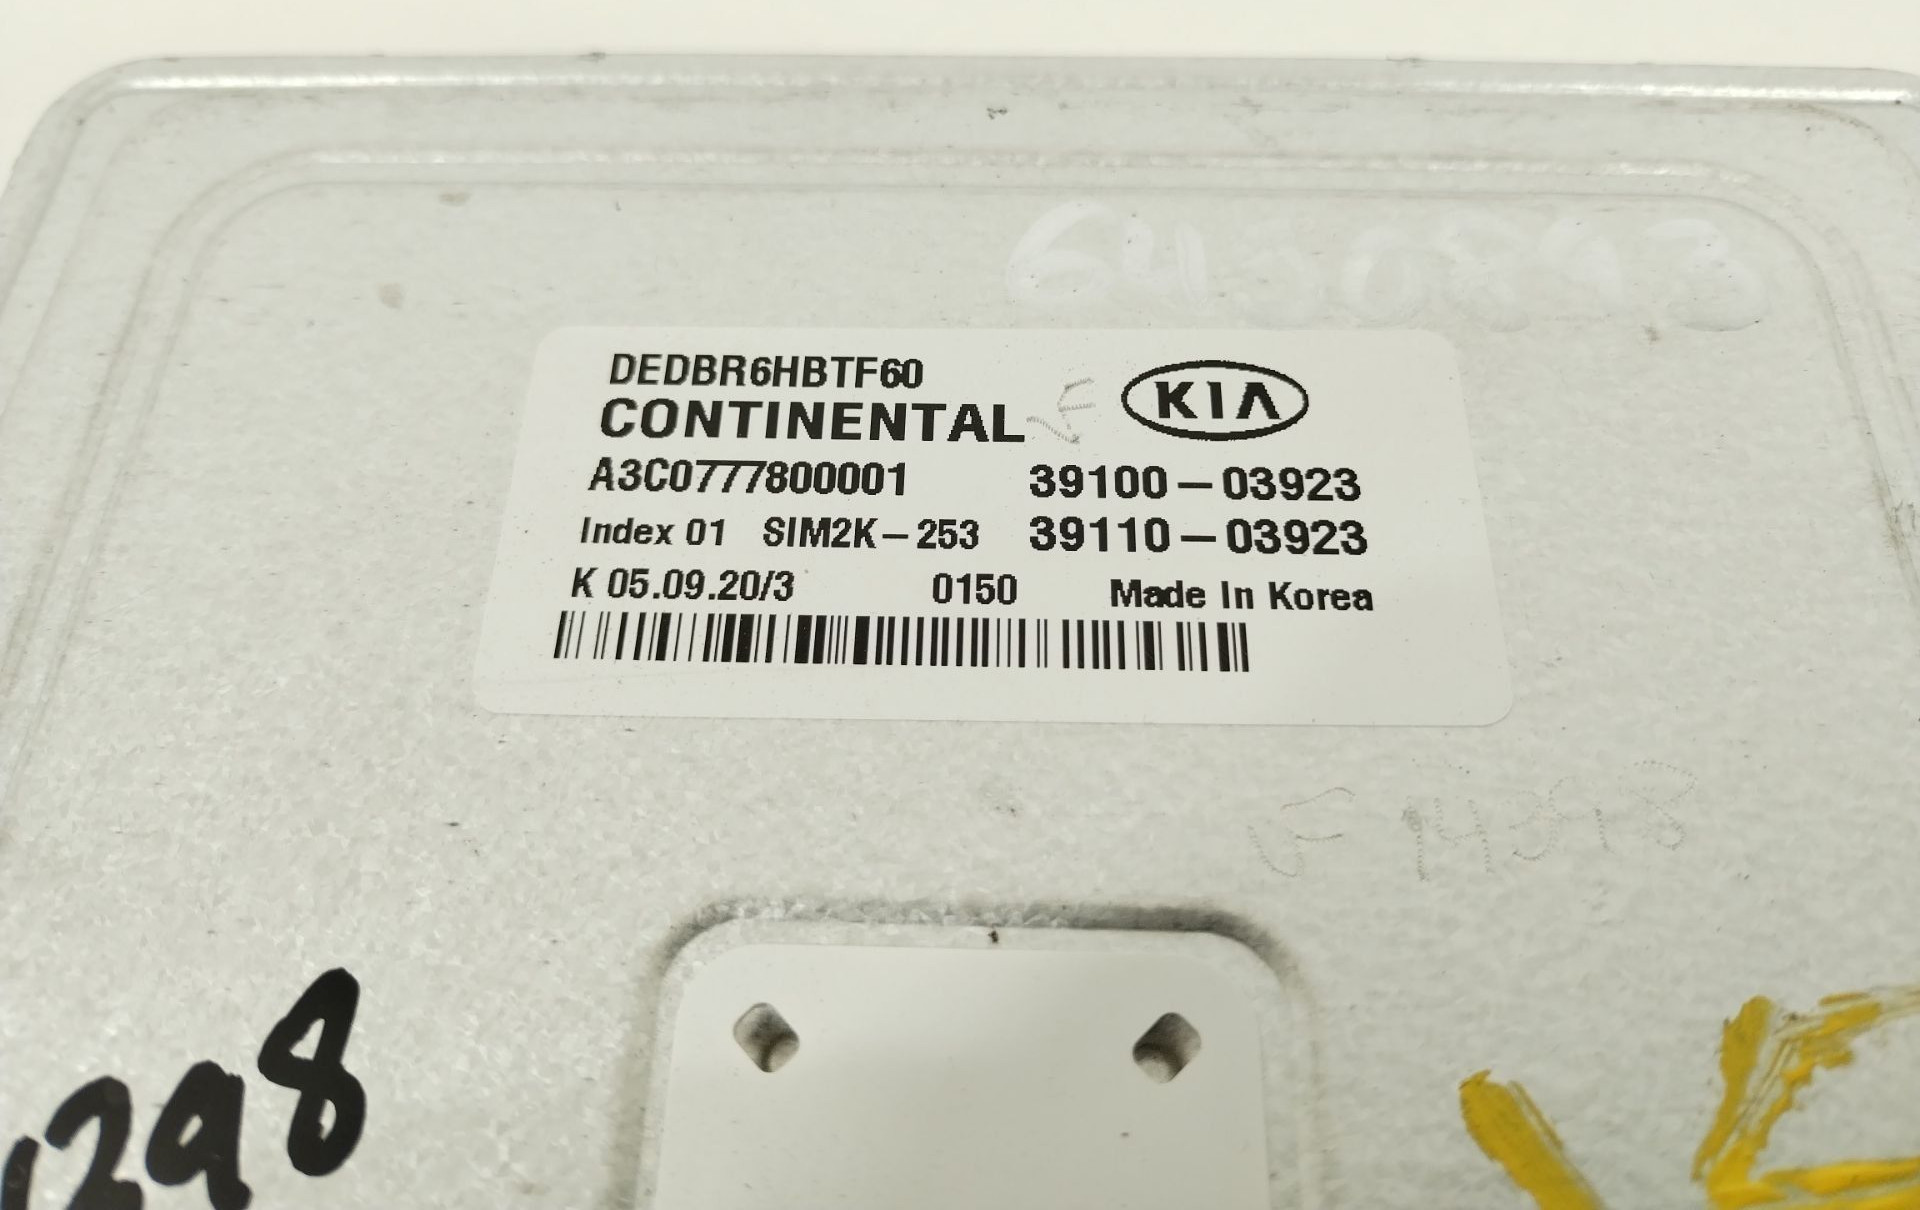 DEDBR6HBTF60
CONTINENTAL
KIA
A3C0777800001 39100-03923
Index 01 SIM2K-253 39110-03923
K 05.09.20/3 0150 Made In Korea
298